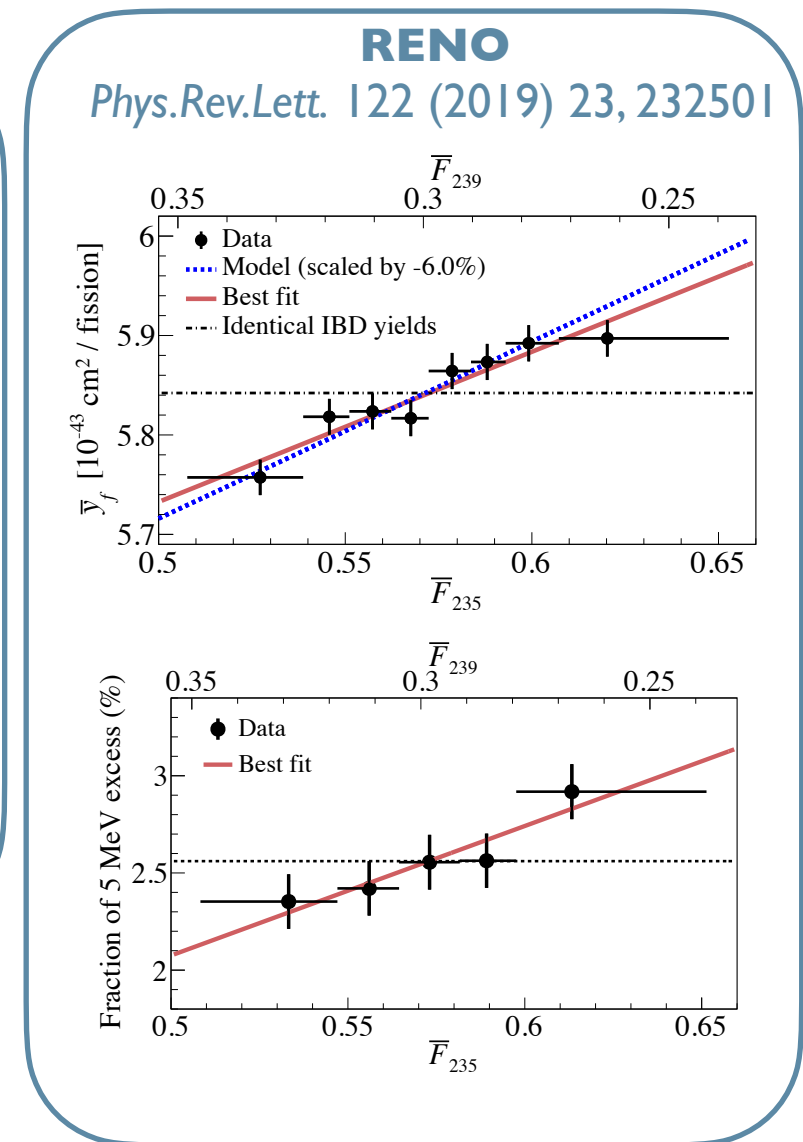 RENO
Phys.Rev.Lett. 122 (2019) 23, 232501
F̅239
0.35 0.3 0.25
6
5.9
5.8
5.7
y̅f [10-43 cm2 / fission]
Data
Model (scaled by -6.0%)
Best fit
Identical IBD yields
0.5 0.55 0.6 0.65
F̅235
F̅239
0.35 0.3 0.25
3
2.5
2
Fraction of 5 MeV excess (%)
Data
Best fit
0.5 0.55 0.6 0.65
F̅235